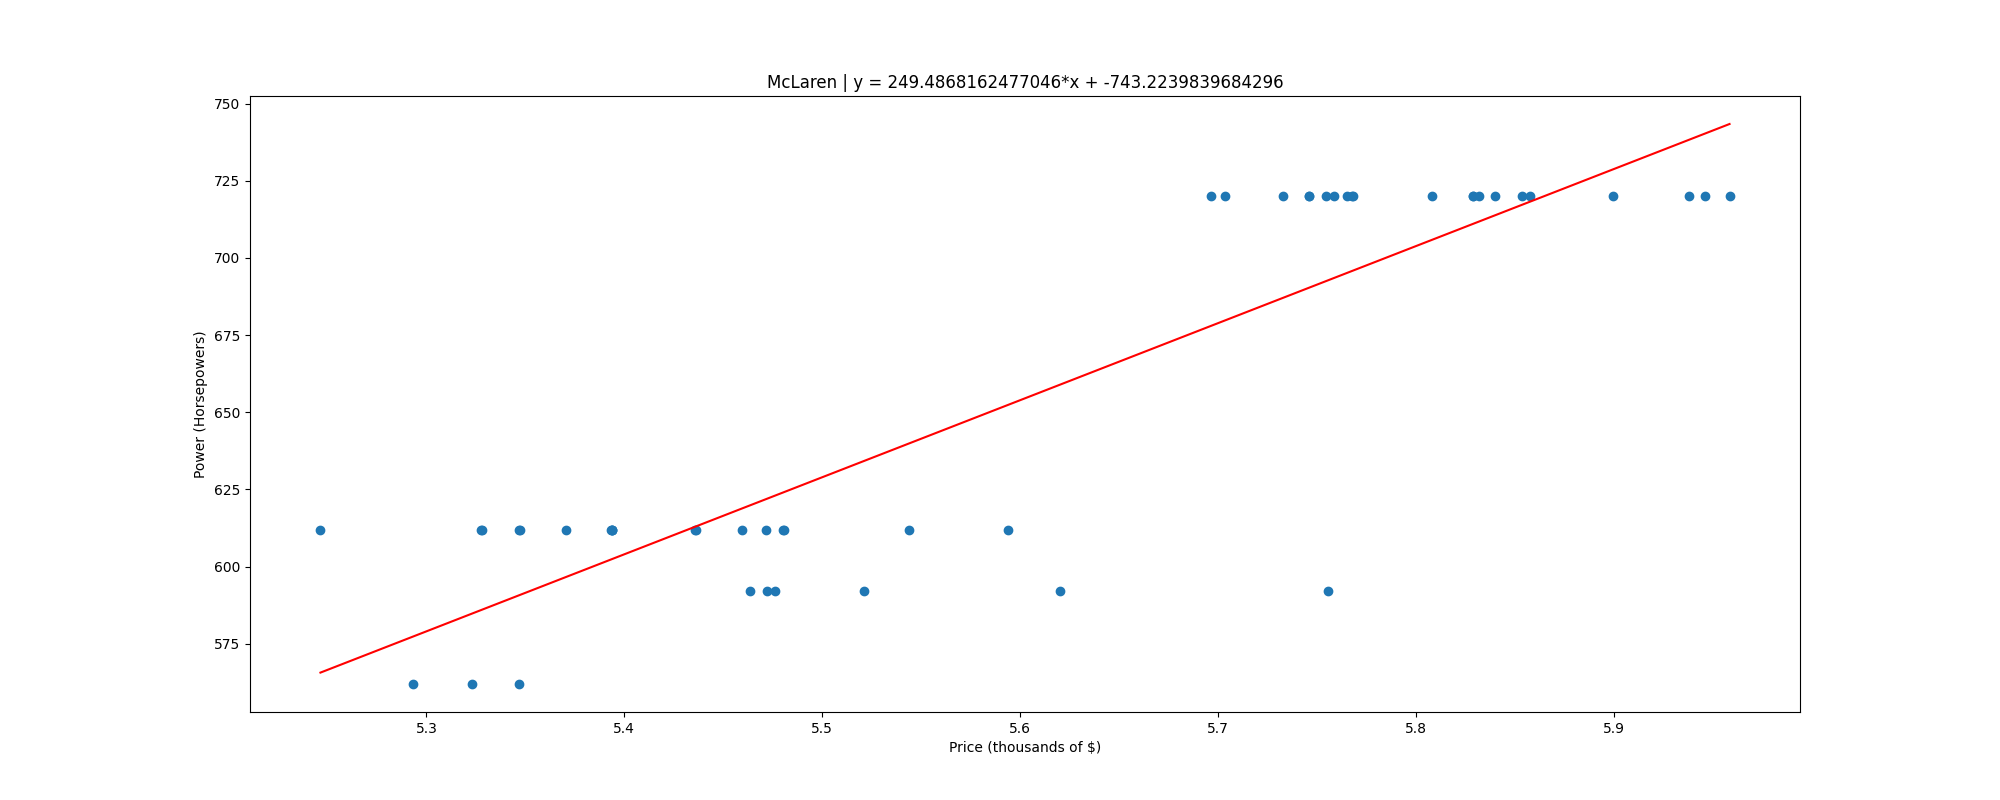 McLaren | y = 249.4868162477046*x + -743.2239839684296
750
725
700
675
650
625
600
575
Power (Horsepowers)
5.3 5.4 5.5 5.6 5.7 5.8 5.9
Price (thousands of $)